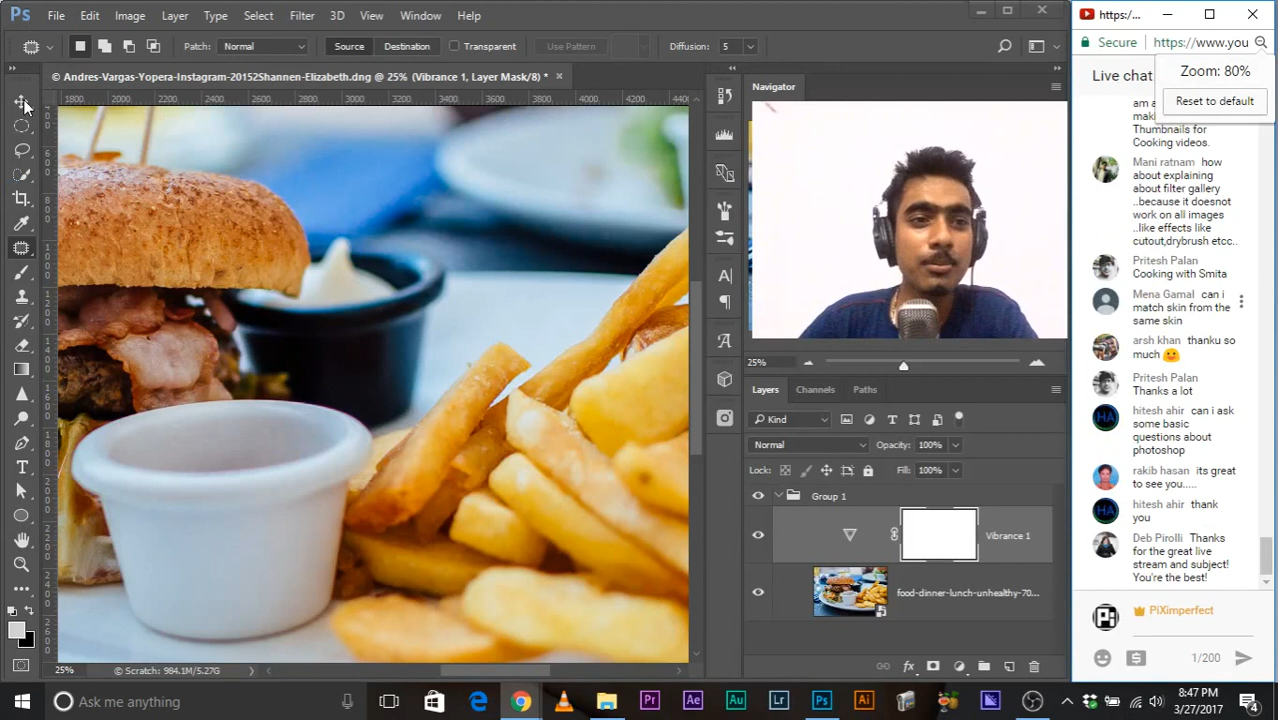 Ps File Edit Image Layer Type Select Filter 3D View Window Help
Patch: Normal Source Destination Transparent Use Pattern Diffusion: 5
© Andres-Vargas-Yopera-Instagram-20152Shannen-Elizabeth.dng @ 25% (Vibrance 1, Layer Mask/8) *
1800 2000 2200 2400 2600 2800 3000 3200 3400 3600 3800 4000 4200 440
25% © Scratch: 984.1M/5.27G
Navigator
25%
Layers Channels Paths
Kind
Normal Opacity: 100%
Lock: Fill: 100%
Group 1
Vibrance 1
food-dinner-lunch-unhealthy-70...
https:/...
Secure https://www.you
Zoom: 80%
Reset to default
Live chat
am a
mak
Thumbnails for
Cooking videos.
Mani ratnam how
about explaining
about filter gallery
..because it doesnot
work on all images
..like effects like
cutout,drybrush etcc..
Pritesh Palan
Cooking with Smita
Mena Gamal can i
match skin from the
same skin
arsh khan thanku so
much
Pritesh Palan
Thanks a lot
hitesh ahir can i ask
some basic
questions about
photoshop
rakib hasan its great
to see you.....
hitesh ahir thank
you
Deb Pirolli Thanks
for the great live
stream and subject!
You're the best!
PiXimperfect
1/200
Ask me anything
Pr Ae Au Lr Ps Ai
8:47 PM
3/27/2017
4